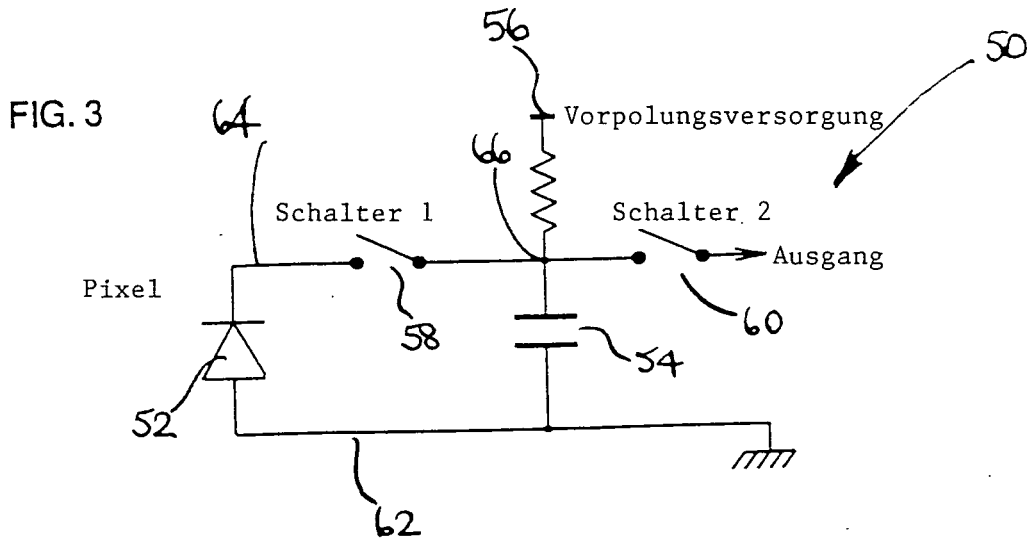 56
50
FIG. 3
Vorpolungsversorgung
64
66
Schalter 1
Schalter 2
Ausgang
Pixel
58
60
54
52
62